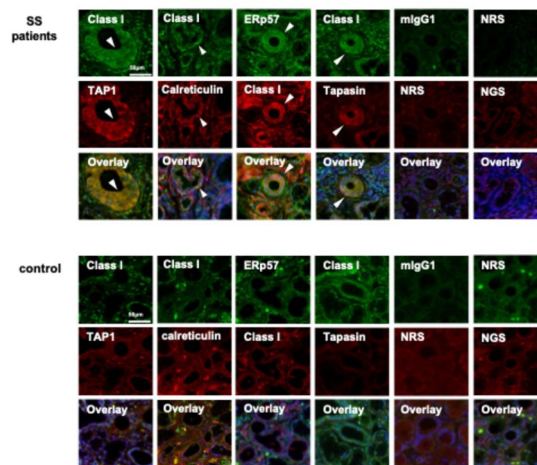 SS
patients
Class I Class I ERp57 Class I mIgG1 NRS
50µm
TAP1 Calreticulin Class I Tapasin NRS NGS
Overlay Overlay Overlay Overlay Overlay Overlay
control
Class I Class I ERp57 Class I mIgG1 NRS
50µm
TAP1 calreticulin Class I Tapasin NRS NGS
Overlay Overlay Overlay Overlay Overlay Overlay